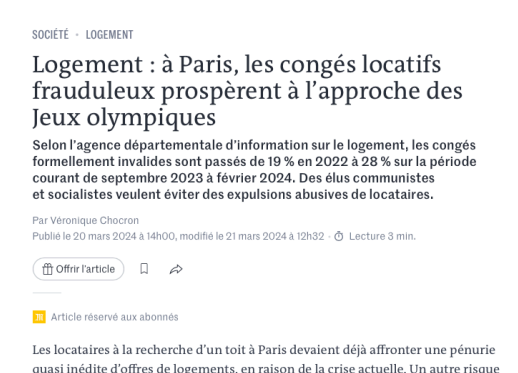 SOCIÉTÉ • LOGEMENT
Logement : à Paris, les congés locatifs
frauduleux prospèrent à l’approche des
Jeux olympiques
Selon l’agence départementale d’information sur le logement, les congés
formellement invalides sont passés de 19 % en 2022 à 28 % sur la période
courant de septembre 2023 à février 2024. Des élus communistes
et socialistes veulent éviter des expulsions abusives de locataires.
Par Véronique Chocron
Publié le 20 mars 2024 à 14h00, modifié le 21 mars 2024 à 12h32 · Lecture 3 min.
Offrir l’article
Article réservé aux abonnés
Les locataires à la recherche d’un toit à Paris devaient déjà affronter une pénurie
quasi inédite d’offres de logements, en raison de la crise actuelle. Un autre risque